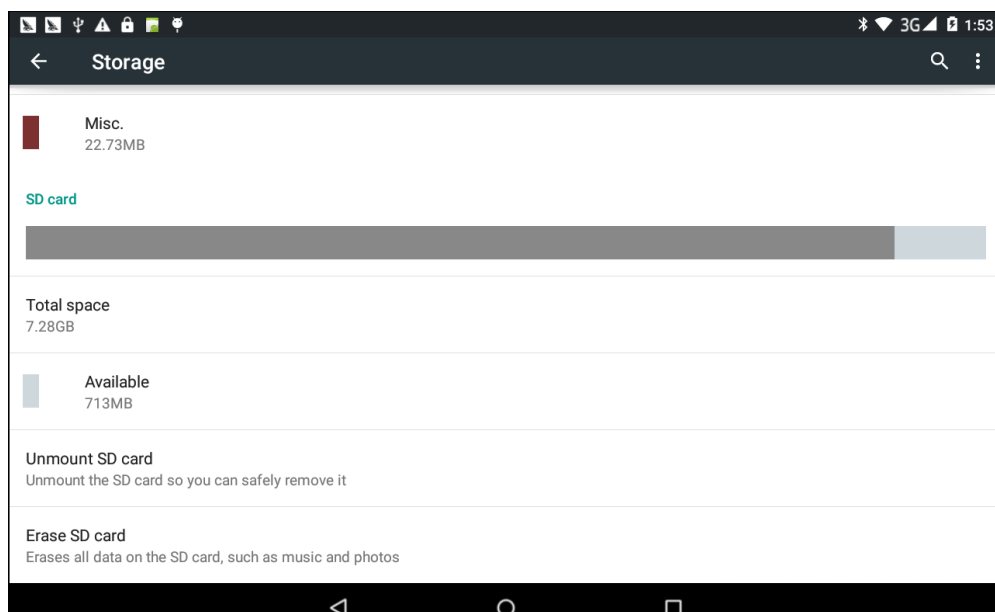 3G 1:53
Storage
Misc.
22.73MB
SD card
Total space
7.28GB
Available
713MB
Unmount SD card
Unmount the SD card so you can safely remove it
Erase SD card
Erases all data on the SD card, such as music and photos